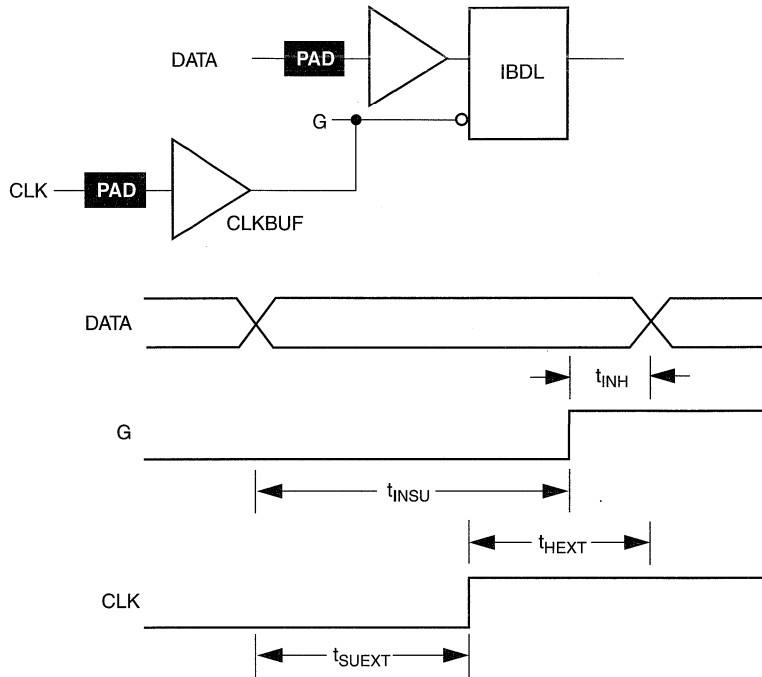 DATA
PAD
IBDL
G
CLK
PAD
CLKBUF
DATA
tINH
G
tINSU
tHEXT
CLK
tSUEXT